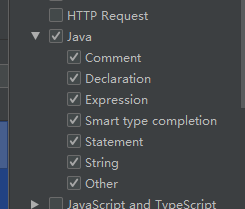 HTTP Request
Java
Comment
Declaration
Expression
Smart type completion
Statement
String
Other
JavaScript and TypeScript